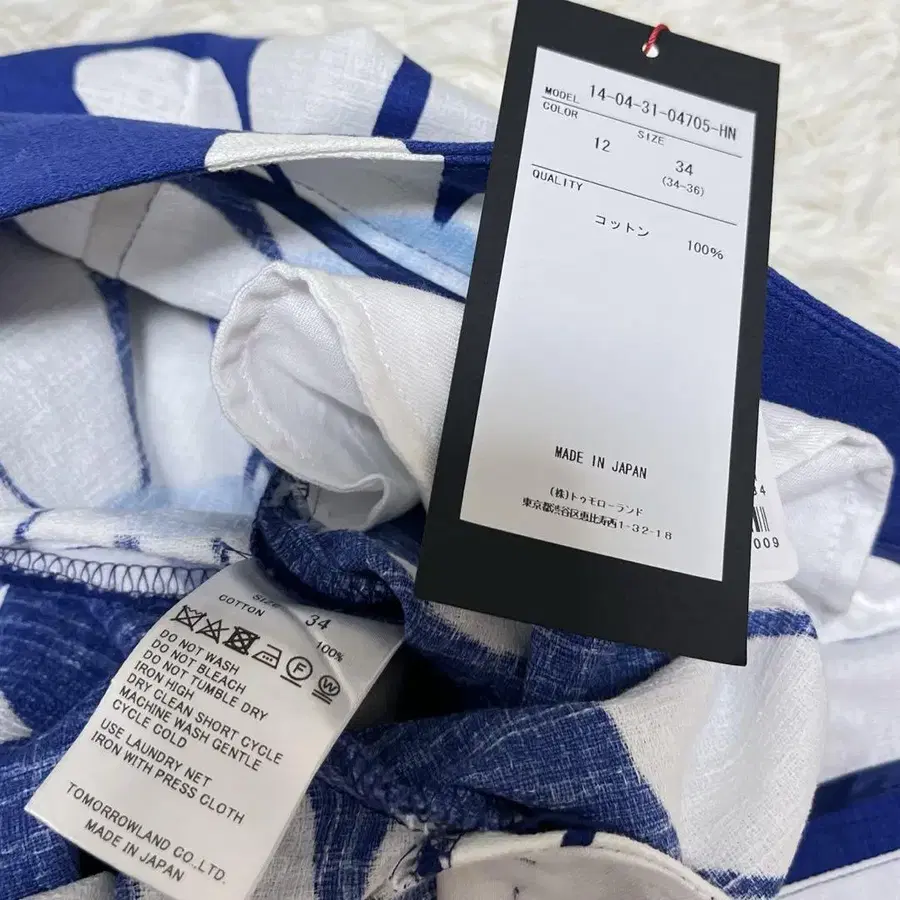 MODEL 14-04-31-04705-HN
COLOR SIZE
12 34
(34-36)
QUALITY
コットン 100%
MADE IN JAPAN
(株)トゥモローランド
東京都渋谷区恵比寿西1-32-18
34
009
SIZE 34
COTTON 100%
F W
DO NOT WASH
DO NOT BLEACH
DO NOT TUMBLE DRY
IRON HIGH
DRY CLEAN SHORT CYCLE
MACHINE WASH GENTLE
CYCLE COLD
USE LAUNDRY NET
IRON WITH PRESS CLOTH
TOMORROWLAND CO.,LTD.
MADE IN JAPAN